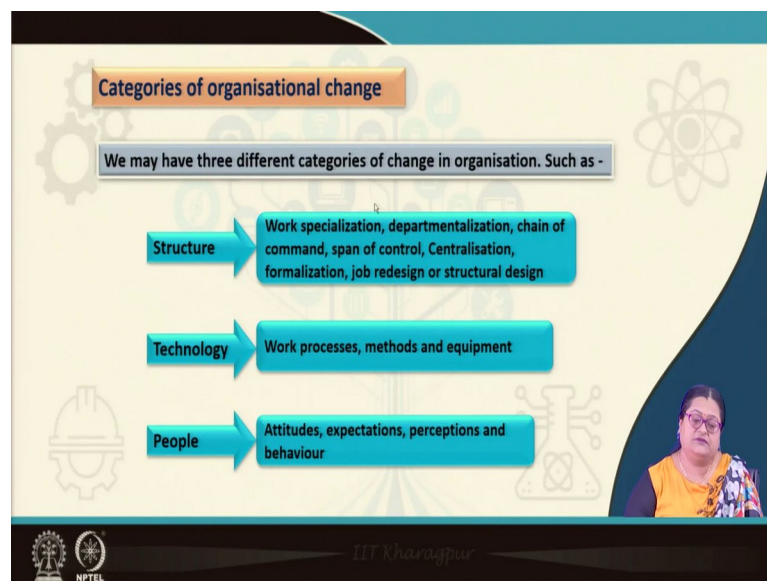 Categories of organisational change
We may have three different categories of change in organisation. Such as -
Structure
Work specialization, departmentalization, chain of
command, span of control, Centralisation,
formalization, job redesign or structural design
Technology
Work processes, methods and equipment
People
Attitudes, expectations, perceptions and
behaviour
IIT Kharagpur
NPTEL